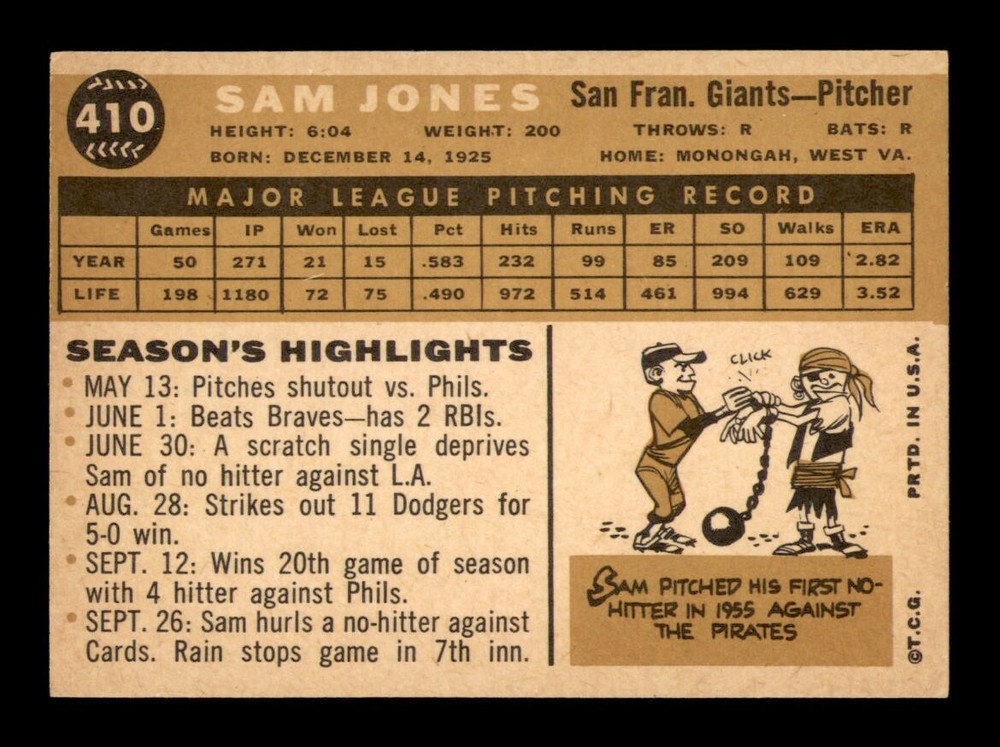 410
SAM JONES
San Fran. Giants—Pitcher
HEIGHT: 6:04 WEIGHT: 200 THROWS: R BATS: R
BORN: DECEMBER 14, 1925 HOME: MONONGAH, WEST VA.
MAJOR LEAGUE PITCHING RECORD
Games IP Won Lost Pct Hits Runs ER SO Walks ERA
YEAR 50 271 21 15 .583 232 99 85 209 109 2.82
LIFE 198 1180 72 75 .490 972 514 461 994 629 3.52
SEASON'S HIGHLIGHTS
• MAY 13: Pitches shutout vs. Phils.
• JUNE 1: Beats Braves—has 2 RBIs.
• JUNE 30: A scratch single deprives
Sam of no hitter against L.A.
• AUG. 28: Strikes out 11 Dodgers for
5-0 win.
• SEPT. 12: Wins 20th game of season
with 4 hitter against Phils.
• SEPT. 26: Sam hurls a no-hitter against
Cards. Rain stops game in 7th inn.
CLICK
SAM PITCHED HIS FIRST NO-
HITTER IN 1955 AGAINST
THE PIRATES
©T.C.G. PRTD. IN U.S.A.